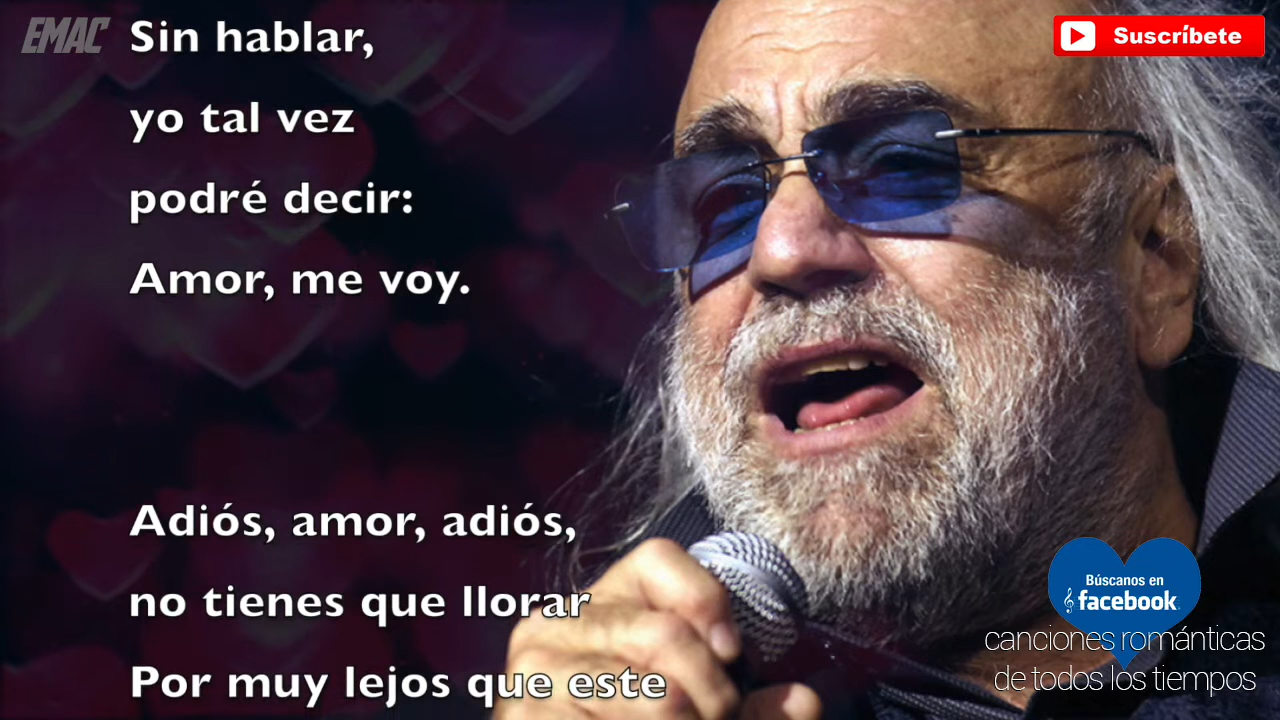 EMAC
Sin hablar,
Suscríbete
yo tal vez
podré decir:
Amor, me voy.
Adiós, amor, adiós,
no tienes que llorar
Por muy lejos que este
Búscanos en
facebook
canciones románticas
de todos los tiempos